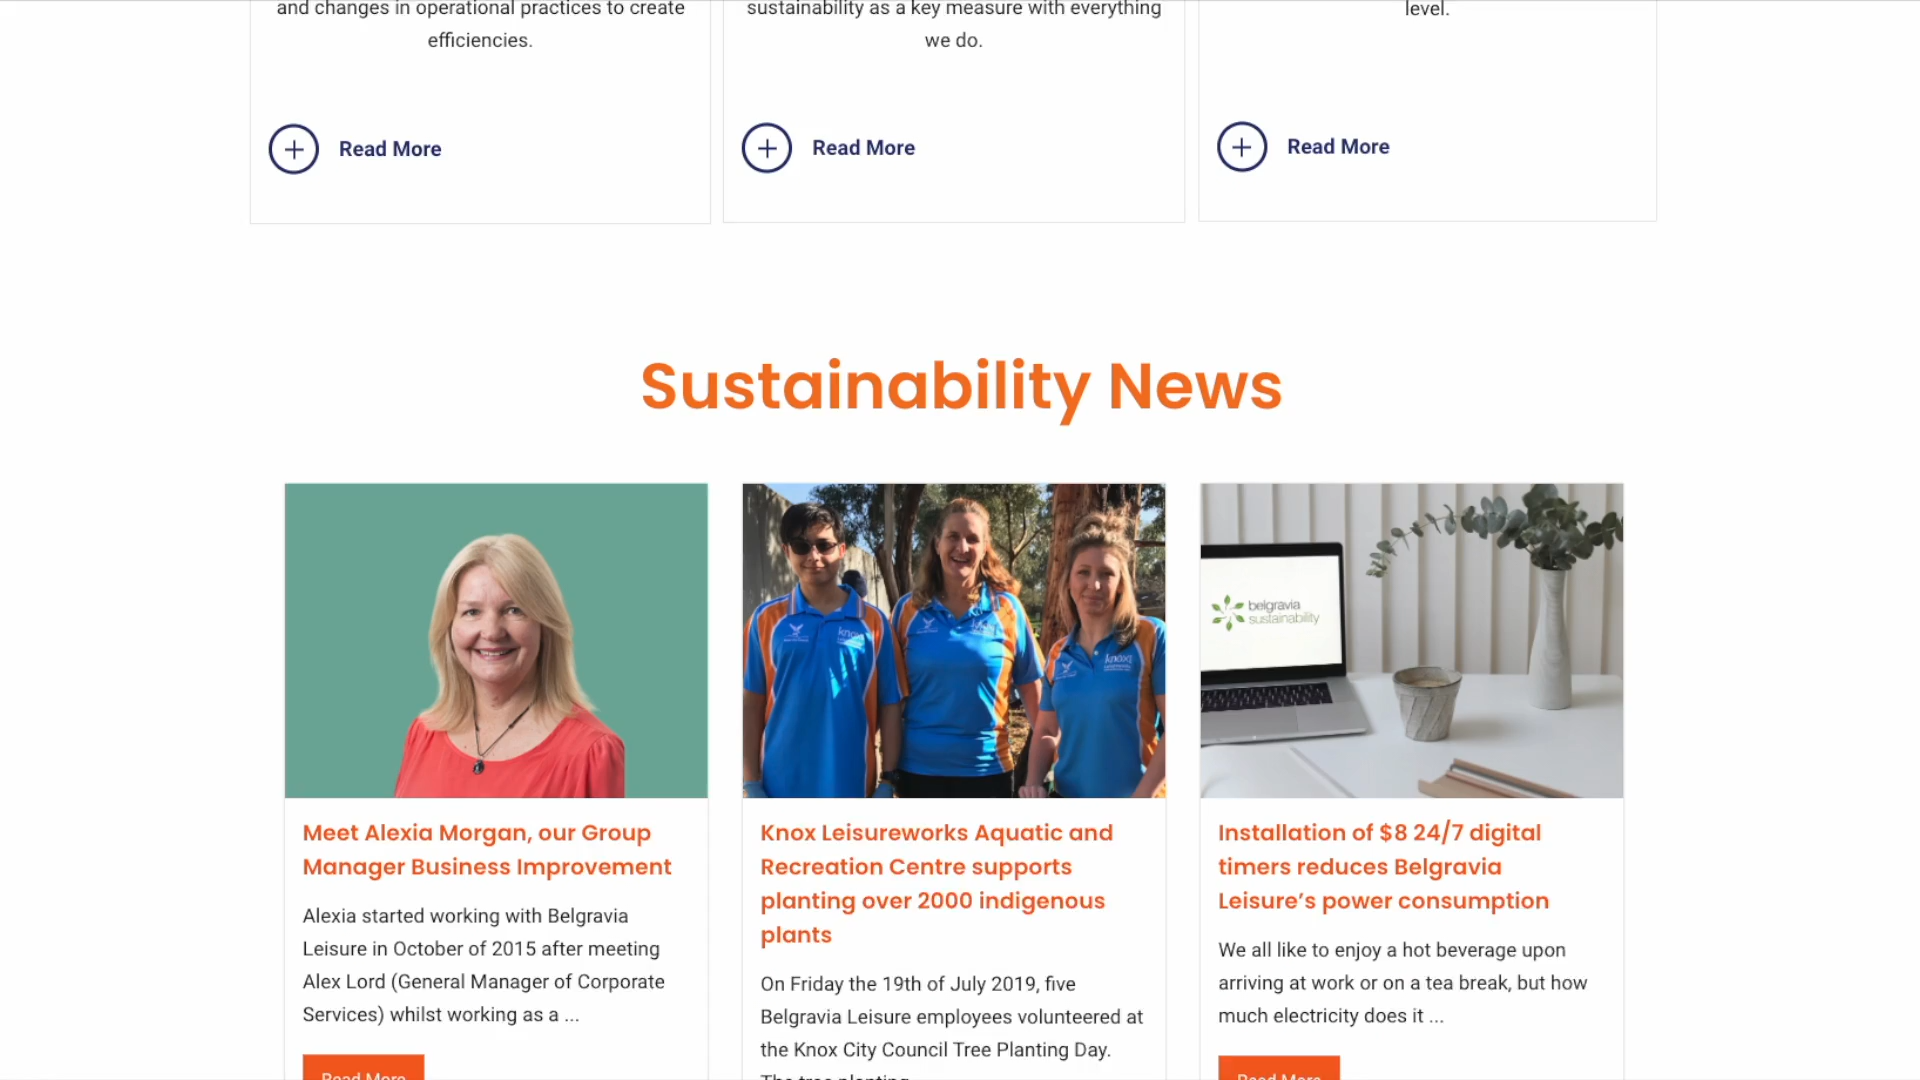 and changes in operational practices to create
efficiencies.
Read More
sustainability as a key measure with everything
we do.
Read More
level.
Read More
Sustainability News
knox
knox
belgravia
sustainability
Meet Alexia Morgan, our Group
Manager Business Improvement
Alexia started working with Belgravia
Leisure in October of 2015 after meeting
Alex Lord (General Manager of Corporate
Services) whilst working as a ...
Read More
Knox Leisureworks Aquatic and
Recreation Centre supports
planting over 2000 indigenous
plants
On Friday the 19th of July 2019, five
Belgravia Leisure employees volunteered at
the Knox City Council Tree Planting Day.
The tree planting
Installation of $8 24/7 digital
timers reduces Belgravia
Leisure’s power consumption
We all like to enjoy a hot beverage upon
arriving at work or on a tea break, but how
much electricity does it ...
Read More